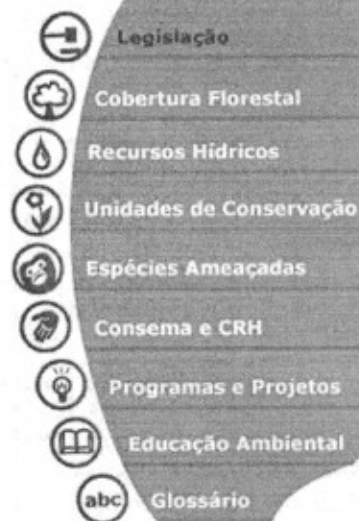 Legislação
Cobertura Florestal
Recursos Hídricos
Unidades de Conservação
Espécies Ameaçadas
Consema e CRH
Programas e Projetos
Educação Ambiental
abc Glossário